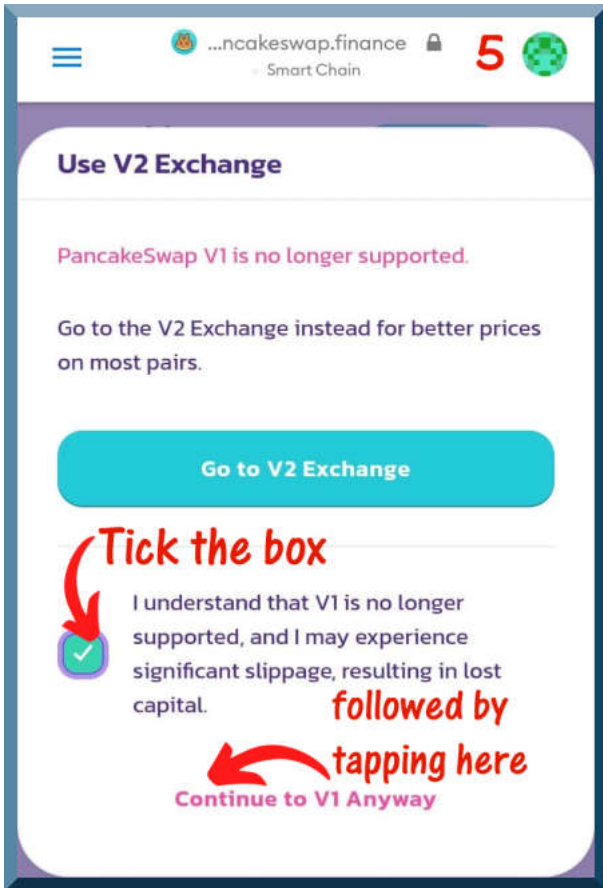 ...ncakeswap.finance
Smart Chain
5
Use V2 Exchange
PancakeSwap V1 is no longer supported.
Go to the V2 Exchange instead for better prices
on most pairs.
Go to V2 Exchange
Tick the box
I understand that V1 is no longer
supported, and I may experience
significant slippage, resulting in lost
capital.
followed by
tapping here
Continue to V1 Anyway